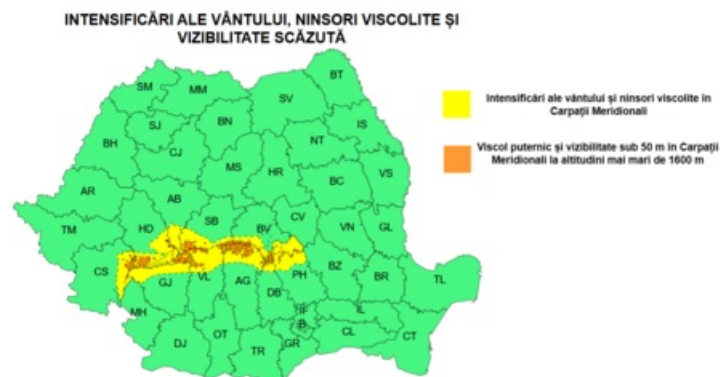 INTENSIFICĂRI ALE VÂNTULUI, NINSORI VISCOLITE ȘI
VIZIBILITATE SCĂZUTĂ
Intensificări ale vântului și ninsori viscolite în
Carpații Meridionali
Viscol puternic și vizibilitate sub 50 m în Carpații
Meridionali la altitudini mai mari de 1600 m
BT
SM
MM
SV
SJ
BN
IS
BH
CJ
NT
MS
HR
VS
BC
AR
AB
TM
HD
SB
BV
CV
VN
GL
CS
GJ
VL
AG
DB
PH
BZ
BR
TL
MH
IF
B
IL
DJ
OT
TR
GR
CL
CT